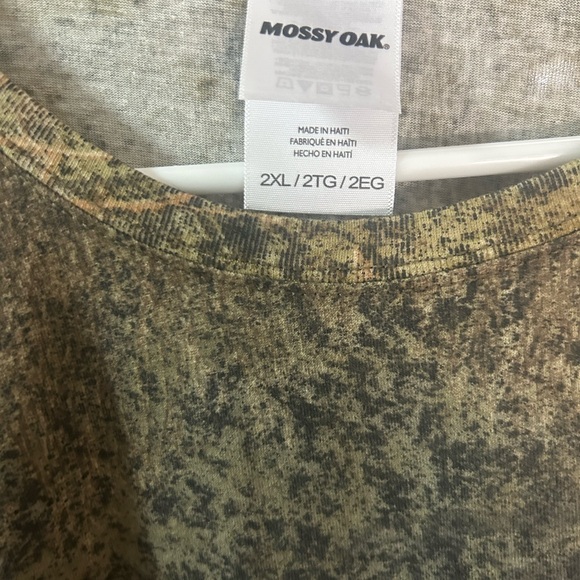 MOSSY OAK®
MADE IN HAITI
FABRIQUÉ EN HAÏTI
HECHO EN HAITÍ
2XL / 2TG / 2EG